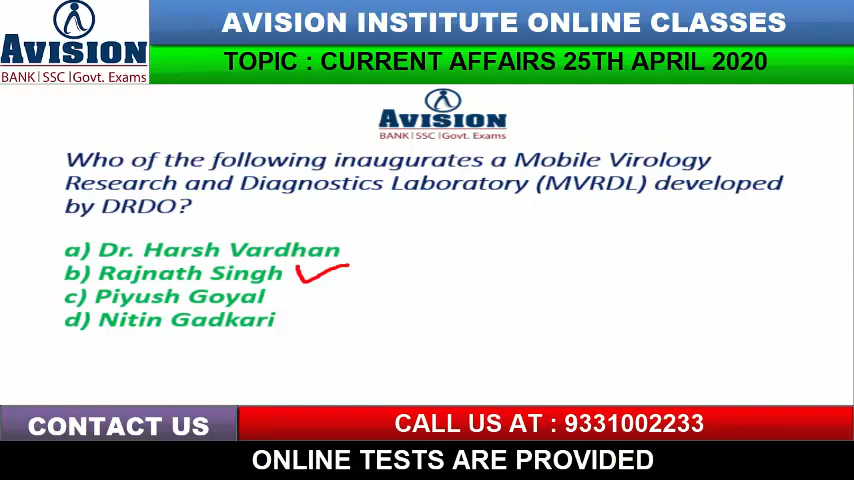 AVISION
BANK|SSC|Govt. Exams
AVISION INSTITUTE ONLINE CLASSES
TOPIC : CURRENT AFFAIRS 25TH APRIL 2020
AVISION
BANK|SSC|Govt. Exams
Who of the following inaugurates a Mobile Virology
Research and Diagnostics Laboratory (MVRDL) developed
by DRDO?
a) Dr. Harsh Vardhan
b) Rajnath Singh
c) Piyush Goyal
d) Nitin Gadkari
CONTACT US
CALL US AT : 9331002233
ONLINE TESTS ARE PROVIDED